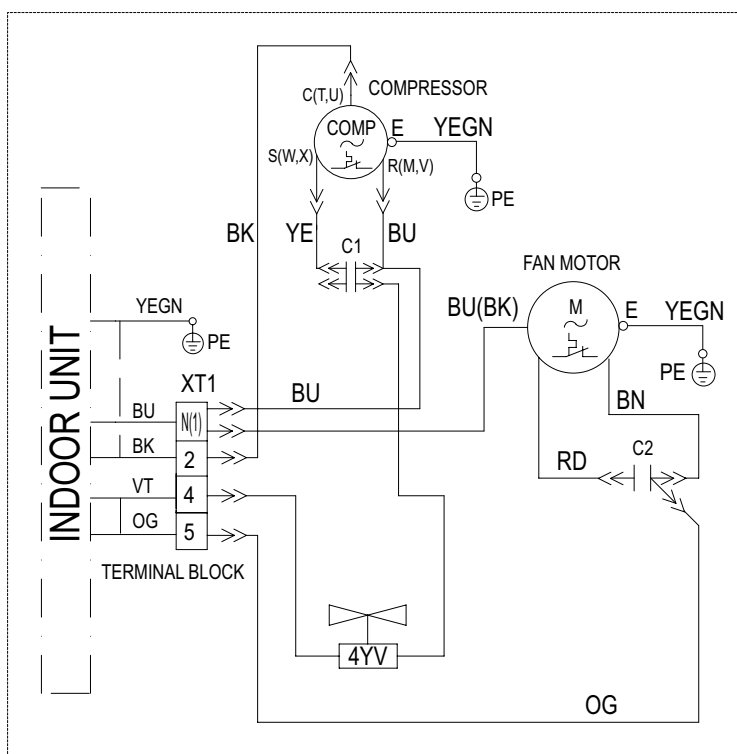 C(T,U)
COMPRESSOR
COMP
E
YEGN
S(W,X)
R(M,V)
PE
BK
YE
BU
C1
FAN MOTOR
BU(BK)
M
E
YEGN
PE
BN
RD
C2
INDOOR UNIT
YEGN
PE
XT1
BU
N(1)
BU
BK
2
VT
4
OG
5
TERMINAL BLOCK
4YV
OG